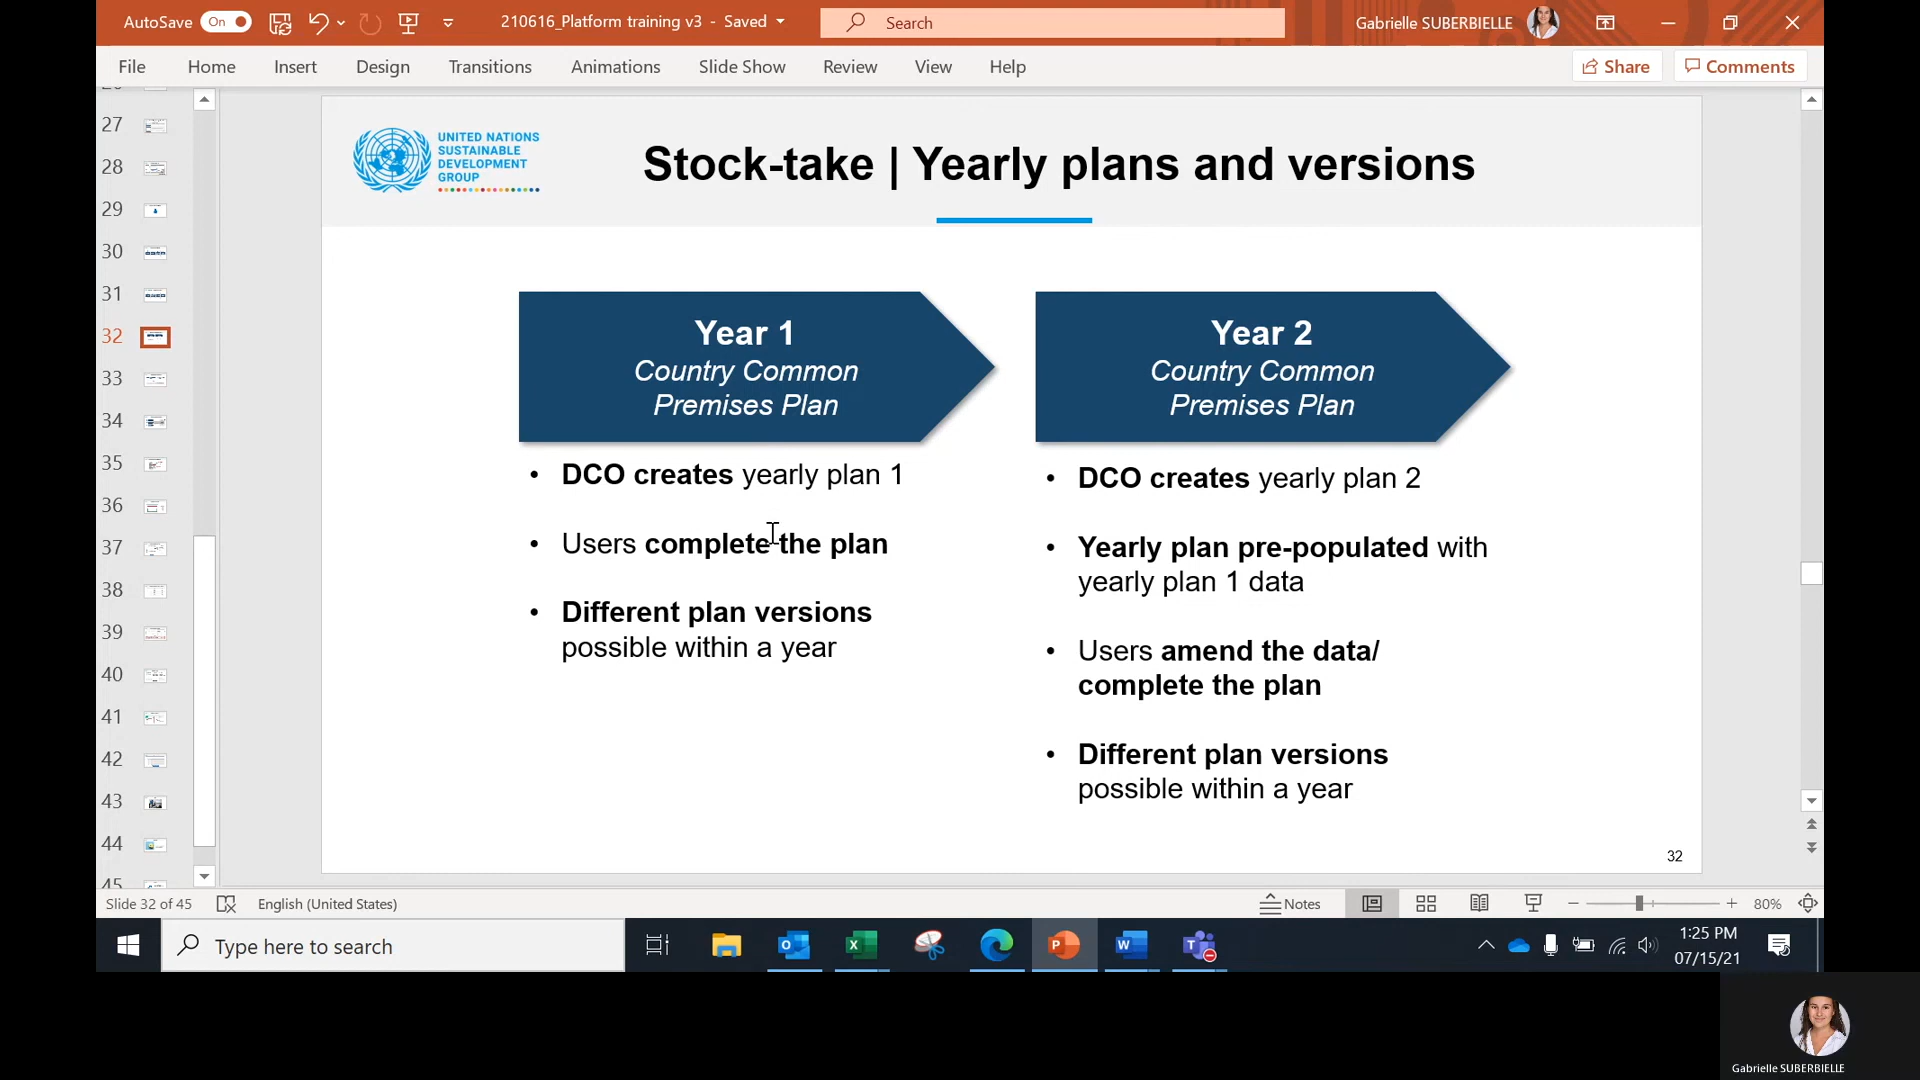 AutoSave On 210616_Platform training v3 - Saved Search Gabrielle SUBERBIELLE
File Home Insert Design Transitions Animations Slide Show Review View Help Share Comments
27
28
29
30
31
32
33
34
35
36
37
38
39
40
41
42
43
44
45
UNITED NATIONS
SUSTAINABLE
DEVELOPMENT
GROUP
Stock-take | Yearly plans and versions
Year 1
Country Common
Premises Plan
• DCO creates yearly plan 1
• Users complete the plan
• Different plan versions
possible within a year
Year 2
Country Common
Premises Plan
• DCO creates yearly plan 2
• Yearly plan pre-populated with
yearly plan 1 data
• Users amend the data/
complete the plan
• Different plan versions
possible within a year
32
Slide 32 of 45 English (United States) Notes 80%
Type here to search
1:25 PM
07/15/21
Gabrielle SUBERBIELLE